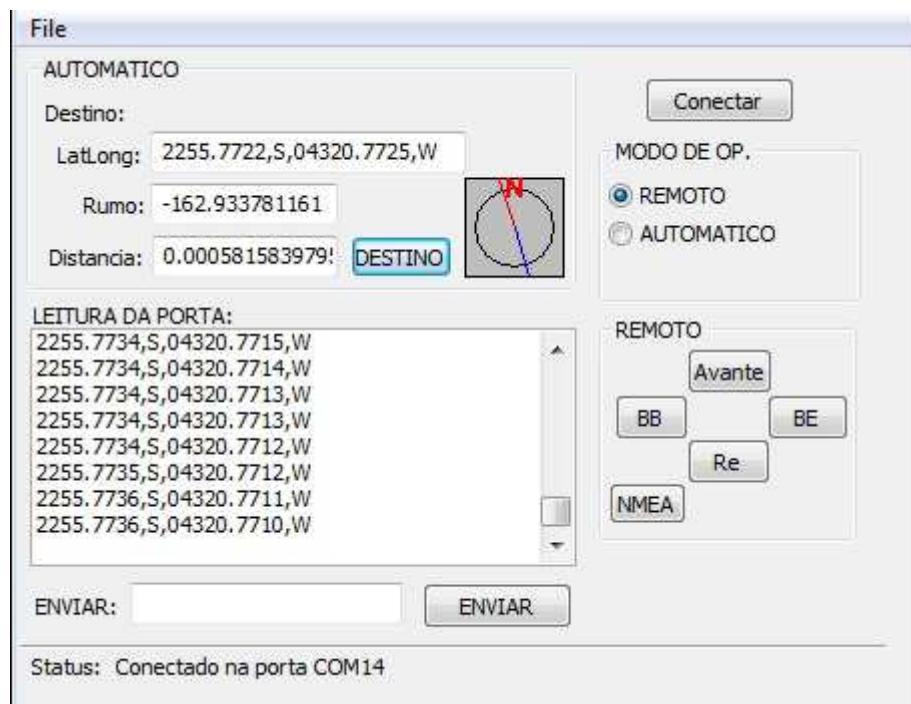 File
AUTOMATICO
Destino:
LatLong: 2255.7722,S,04320.7725,W
Rumo: -162.933781161
Distancia: 0.00058158397959 DESTINO
N
Conectar
MODO DE OP.
REMOTO
AUTOMATICO
LEITURA DA PORTA:
2255.7734,S,04320.7715,W
2255.7734,S,04320.7714,W
2255.7734,S,04320.7713,W
2255.7734,S,04320.7713,W
2255.7734,S,04320.7712,W
2255.7735,S,04320.7712,W
2255.7736,S,04320.7711,W
2255.7736,S,04320.7710,W
REMOTO
Avante
BB BE
Re
NMEA
ENVIAR: ENVIAR
Status: Conectado na porta COM14